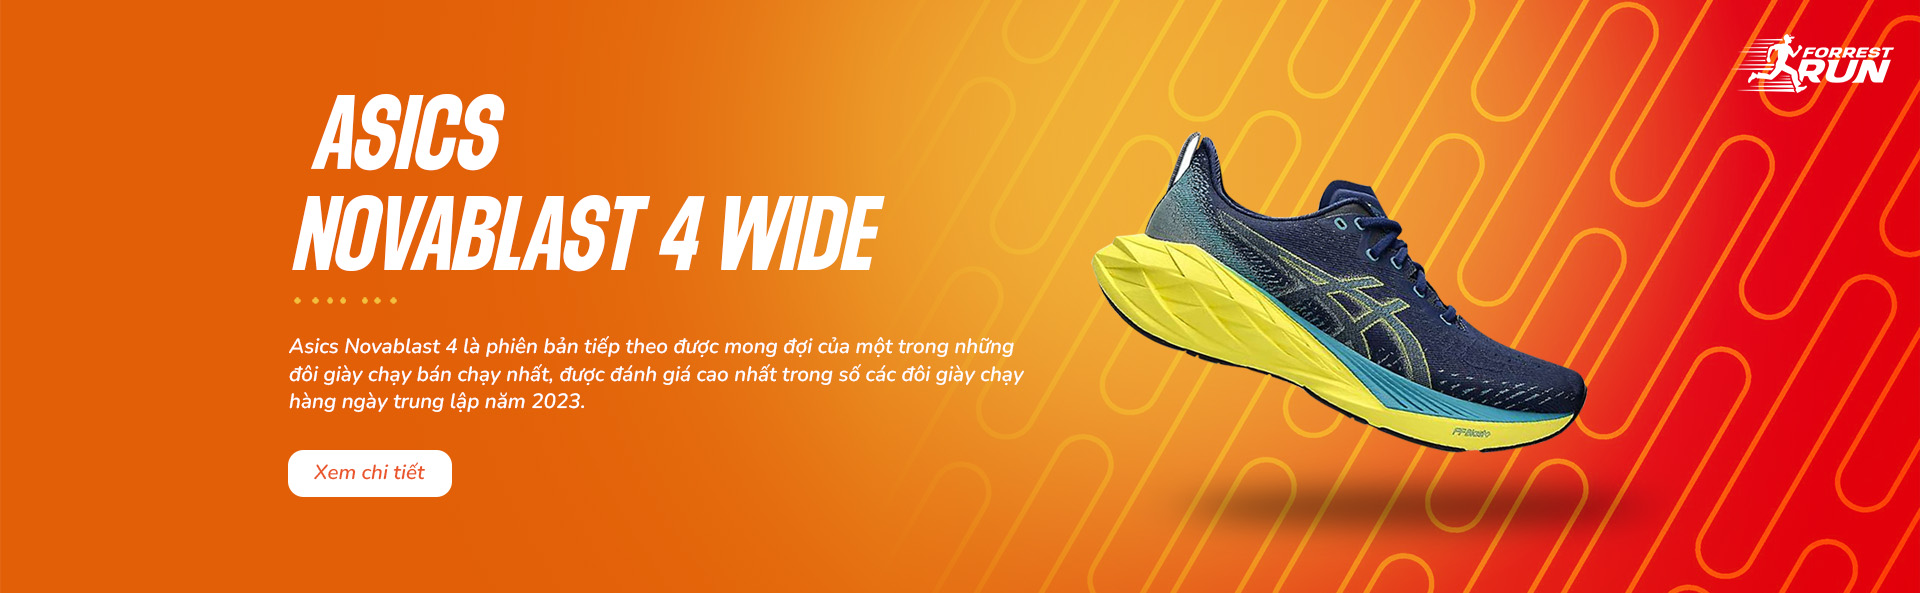 FORREST
RUN
ASICS
NOVABLAST 4 WIDE
Asics Novablast 4 là phiên bản tiếp theo được mong đợi của một trong những
đôi giày chạy bán chạy nhất, được đánh giá cao nhất trong số các đôi giày chạy
hàng ngày trung lập năm 2023.
Xem chi tiết
FF Blast+